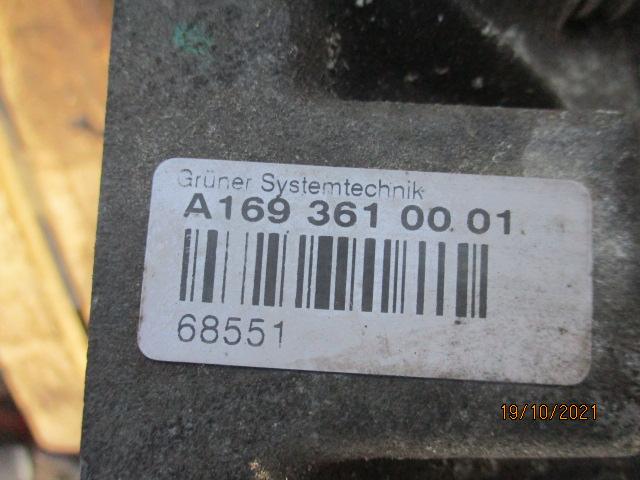 Grüner Systemtechnik
A169 361 00 01
68551
19/10/2021